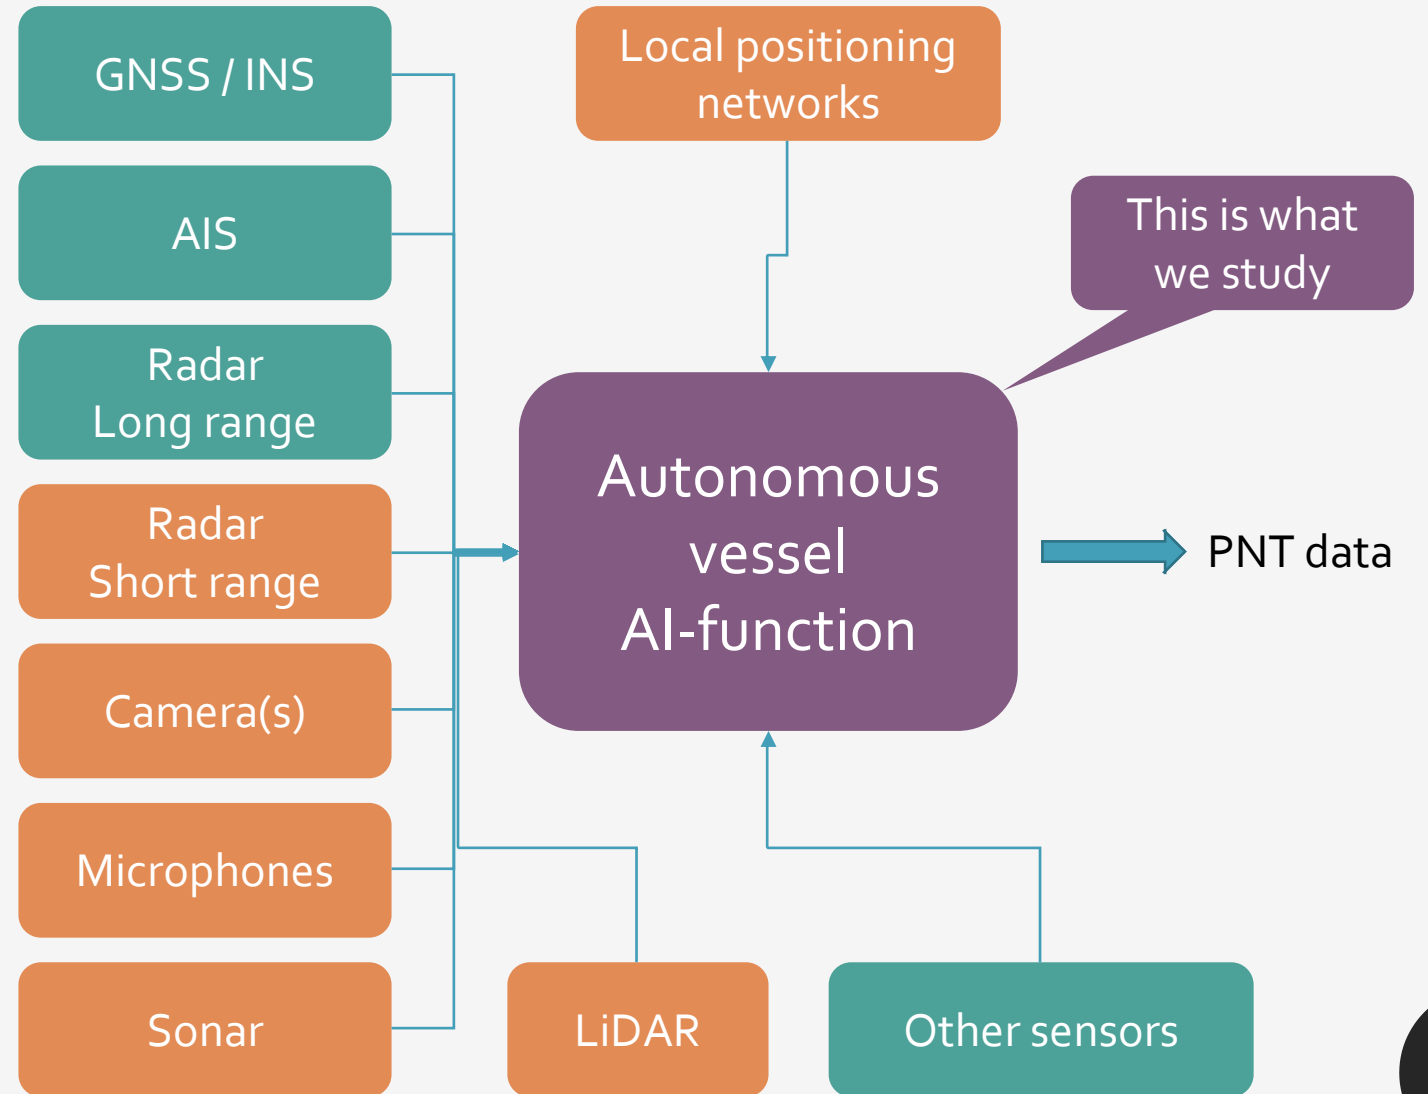 GNSS / INS
Local positioning
networks
AIS
This is what
we study
Radar
Long range
Radar
Short range
Autonomous
vessel
AI-function
PNT data
Camera(s)
Microphones
Sonar
LiDAR
Other sensors